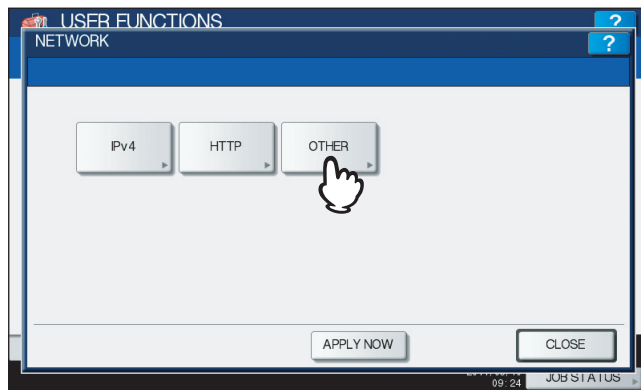 USER FUNCTIONS
?
NETWORK
?
IPv4
HTTP
OTHER
APPLY NOW
CLOSE
09:24
JOB STATUS